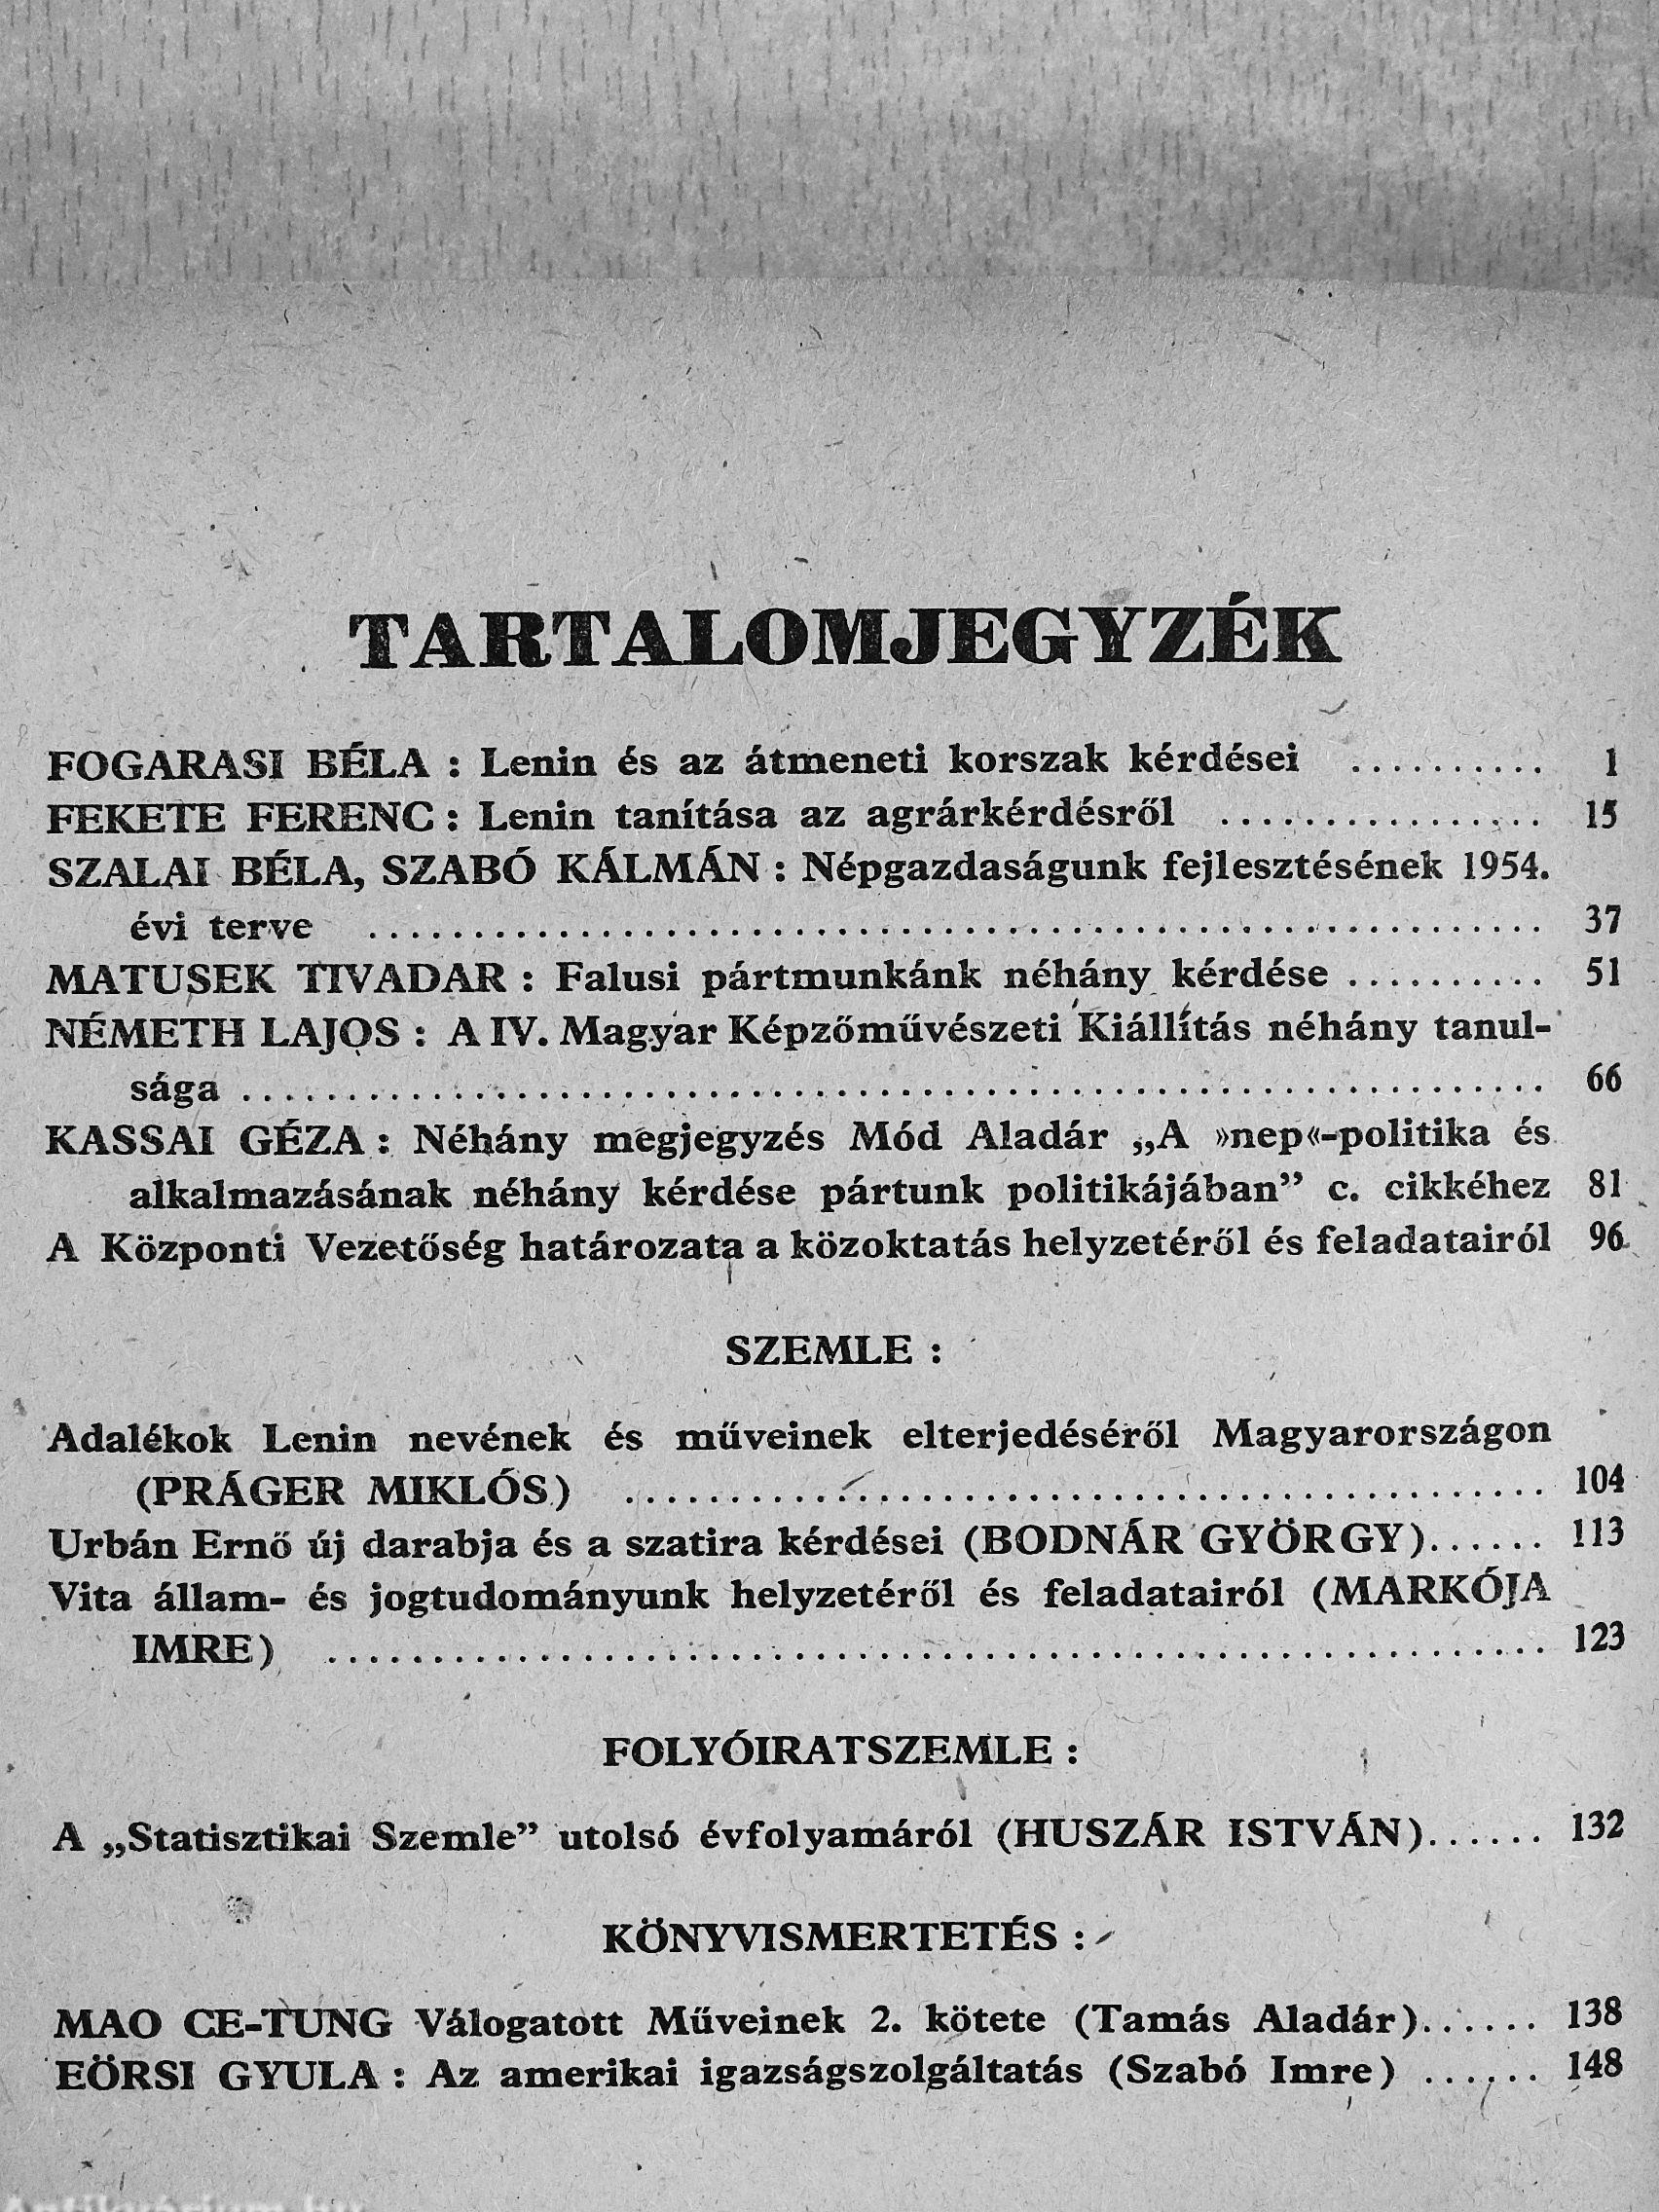 TARTALOMJEGYZÉK
FOGARASI BÉLA : Lenin és az átmeneti korszak kérdései .......... 1
FEKETE FERENC : Lenin tanítása az agrárkérdésről ................ 15
SZALAI BÉLA, SZABÓ KÁLMÁN : Népgazdaságunk fejlesztésének 1954.
évi terve ........................................................ 37
MATUSEK TIVADAR : Falusi pártmunkánk néhány kérdése .......... 51
NÉMETH LAJOS : A IV. Magyar Képzőművészeti Kiállítás néhány tanul-
sága .............................................................. 66
KASSAI GÉZA : Néhány megjegyzés Mód Aladár „A »nep«-politika és
alkalmazásának néhány kérdése pártunk politikájában” c. cikkéhez 81
A Központi Vezetőség határozata a közoktatás helyzetéről és feladatairól 96
SZEMLE :
Adalékok Lenin nevének és műveinek elterjedéséről Magyarországon
(PRÁGER MIKLÓS) ............................................ 104
Urbán Ernő új darabja és a szatira kérdései (BODNÁR GYÖRGY)...... 113
Vita állam- és jogtudományunk helyzetéről és feladatairól (MARKÓJA
IMRE) .......................................................... 123
FOLYÓIRATSZEMLE :
A „Statisztikai Szemle” utolsó évfolyamáról (HUSZÁR ISTVÁN)...... 132
KÖNYVISMERTETÉS :
MAO CE-TUNG Válogatott Műveinek 2. kötete (Tamás Aladár)...... 138
EÖRSI GYULA : Az amerikai igazságszolgáltatás (Szabó Imre) ...... 148